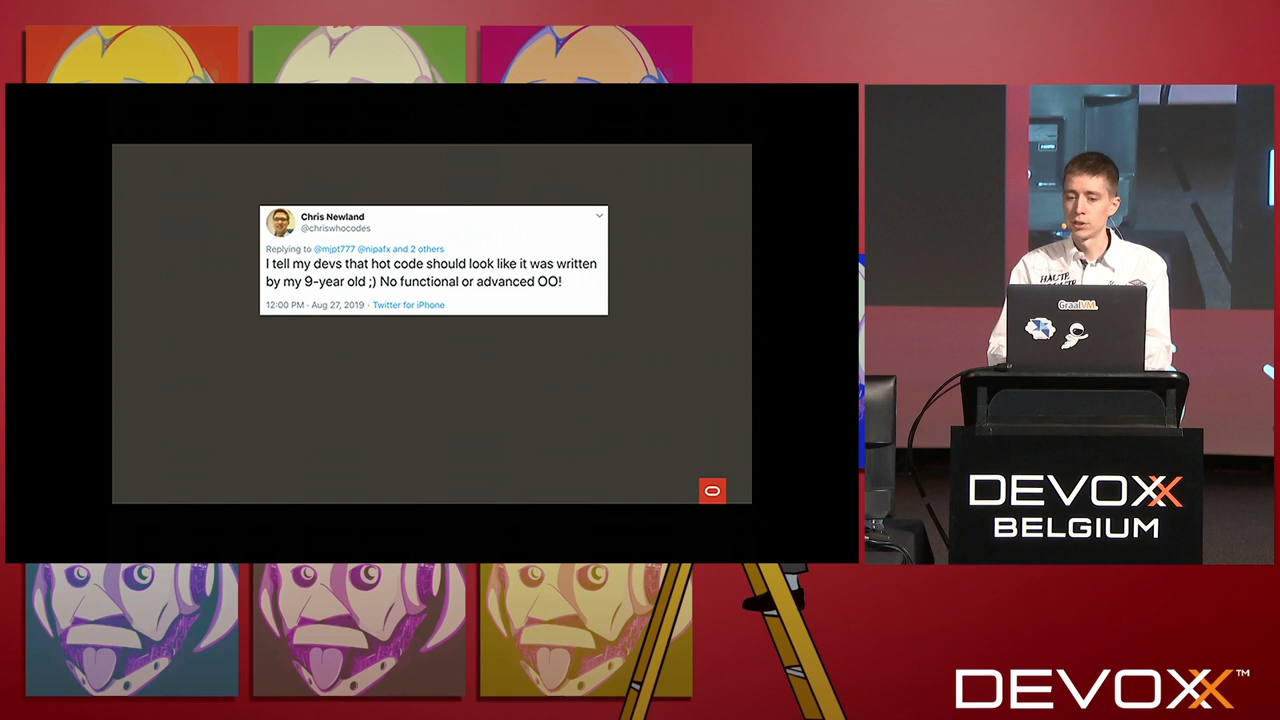 Chris Newland
@chriswhocodes
Replying to @mjpt777 @nipafx and 2 others
I tell my devs that hot code should look like it was written
by my 9-year old ;) No functional or advanced OO!
12:00 PM · Aug 27, 2019 · Twitter for iPhone
HAUTE
GraalVM.
DEVOXX
BELGIUM
DEVOXX™